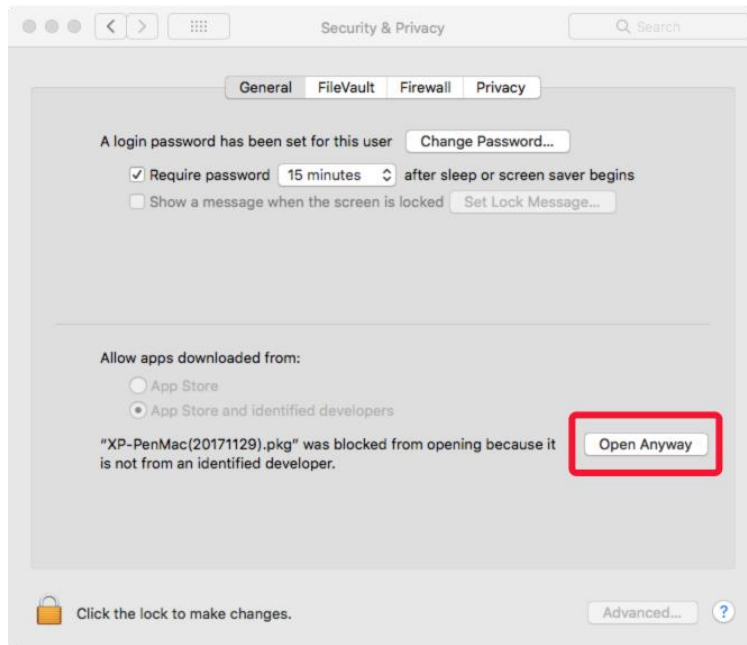 Security & Privacy
Search
General FileVault Firewall Privacy
A login password has been set for this user Change Password...
Require password 15 minutes after sleep or screen saver begins
Show a message when the screen is locked Set Lock Message...
Allow apps downloaded from:
App Store
App Store and identified developers
"XP-PenMac(20171129).pkg" was blocked from opening because it Open Anyway
is not from an identified developer.
Click the lock to make changes. Advanced... ?